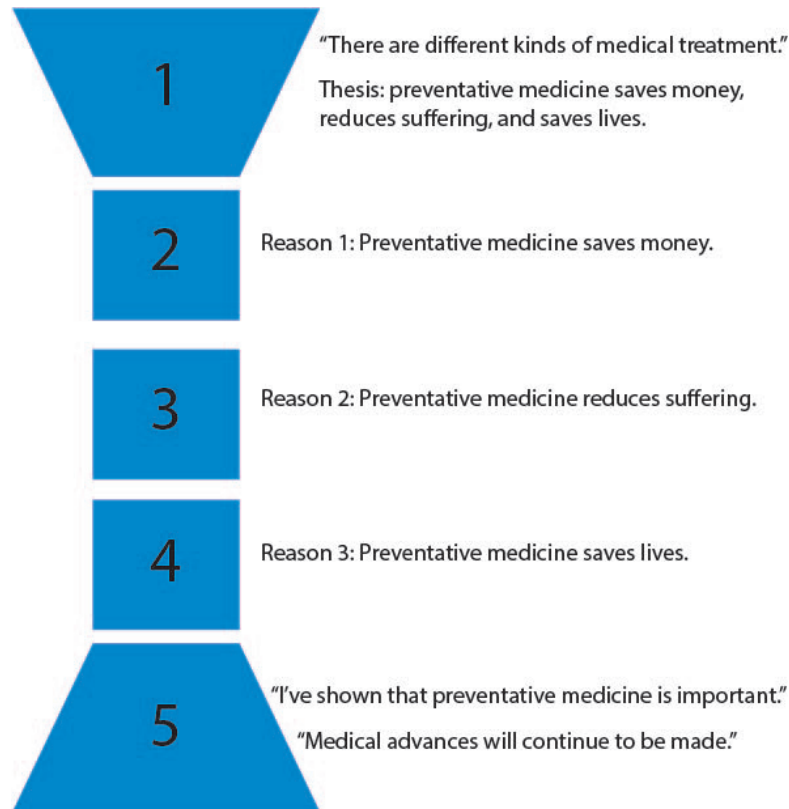 1
“There are different kinds of medical treatment.”
Thesis: preventative medicine saves money,
reduces suffering, and saves lives.
2
Reason 1: Preventative medicine saves money.
3
Reason 2: Preventative medicine reduces suffering.
4
Reason 3: Preventative medicine saves lives.
5
“I’ve shown that preventative medicine is important.”
“Medical advances will continue to be made.”